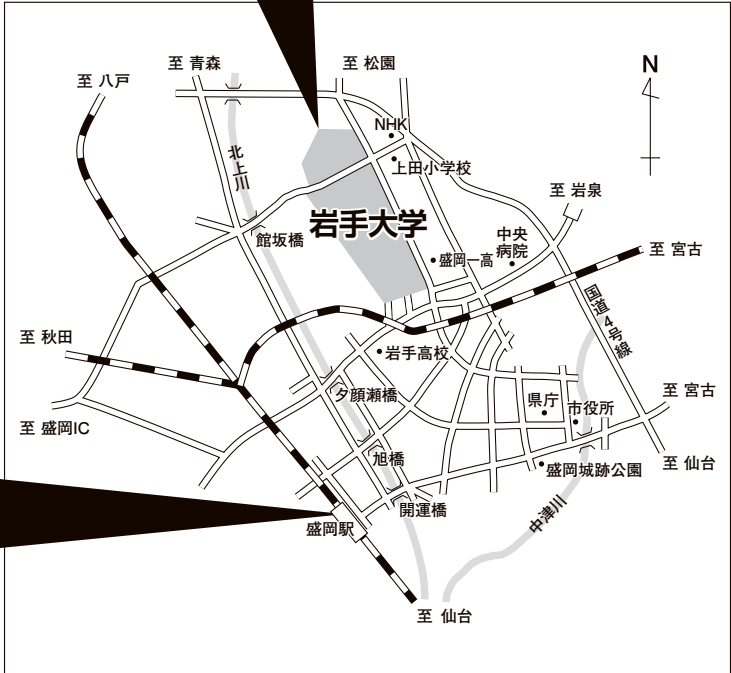 至 青森
至 松園
至 八戸
N
NHK
上田小学校
北上川
至 岩泉
岩手大学
館坂橋
中央
病院
盛岡一高
至 宮古
国道4号線
至 秋田
岩手高校
夕顔瀬橋
県庁
市役所
至 宮古
至 盛岡IC
旭橋
盛岡城跡公園
至 仙台
開運橋
盛岡駅
中津川
至 仙台